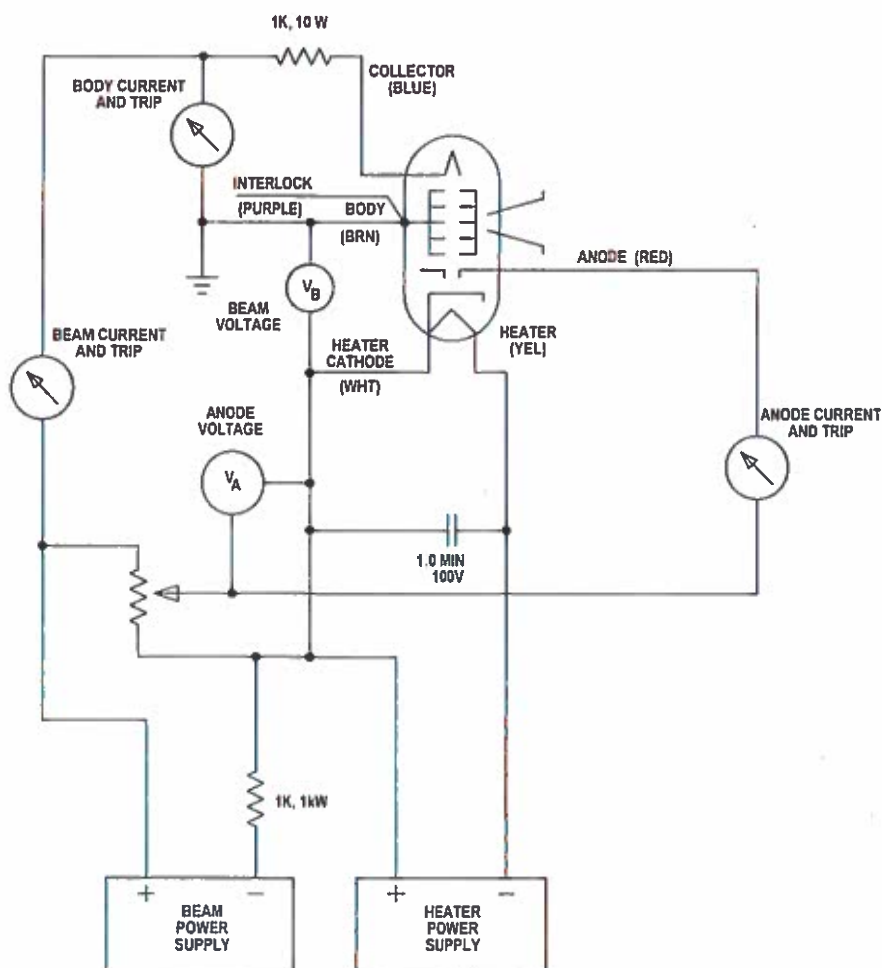 1K, 10 W
COLLECTOR
(BLUE)
BODY CURRENT
AND TRIP
INTERLOCK
(PURPLE)
BODY
(BRN)
ANODE (RED)
VB
BEAM
VOLTAGE
HEATER
(YEL)
BEAM CURRENT
AND TRIP
HEATER
CATHODE
(WHT)
ANODE
VOLTAGE
ANODE CURRENT
AND TRIP
VA
1.0 MIN
100V
1K, 1kW
+
−
BEAM
POWER
SUPPLY
+
−
HEATER
POWER
SUPPLY